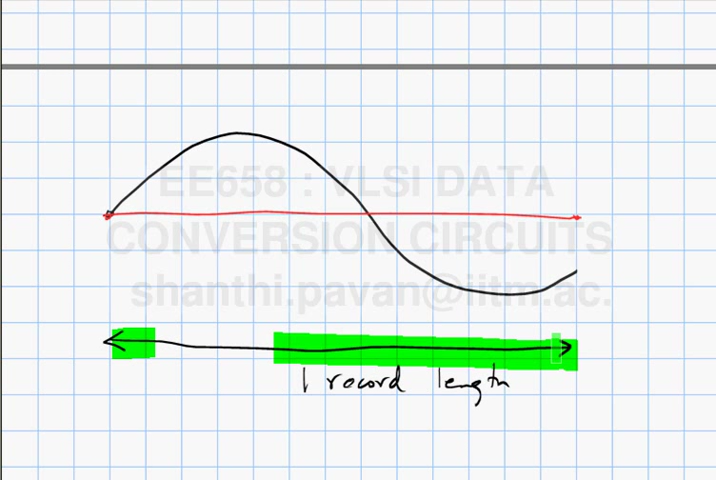 EE658 : VLSI DATA
CONVERSION CIRCUITS
shanthi.pavan@iitm.ac.
1 record length